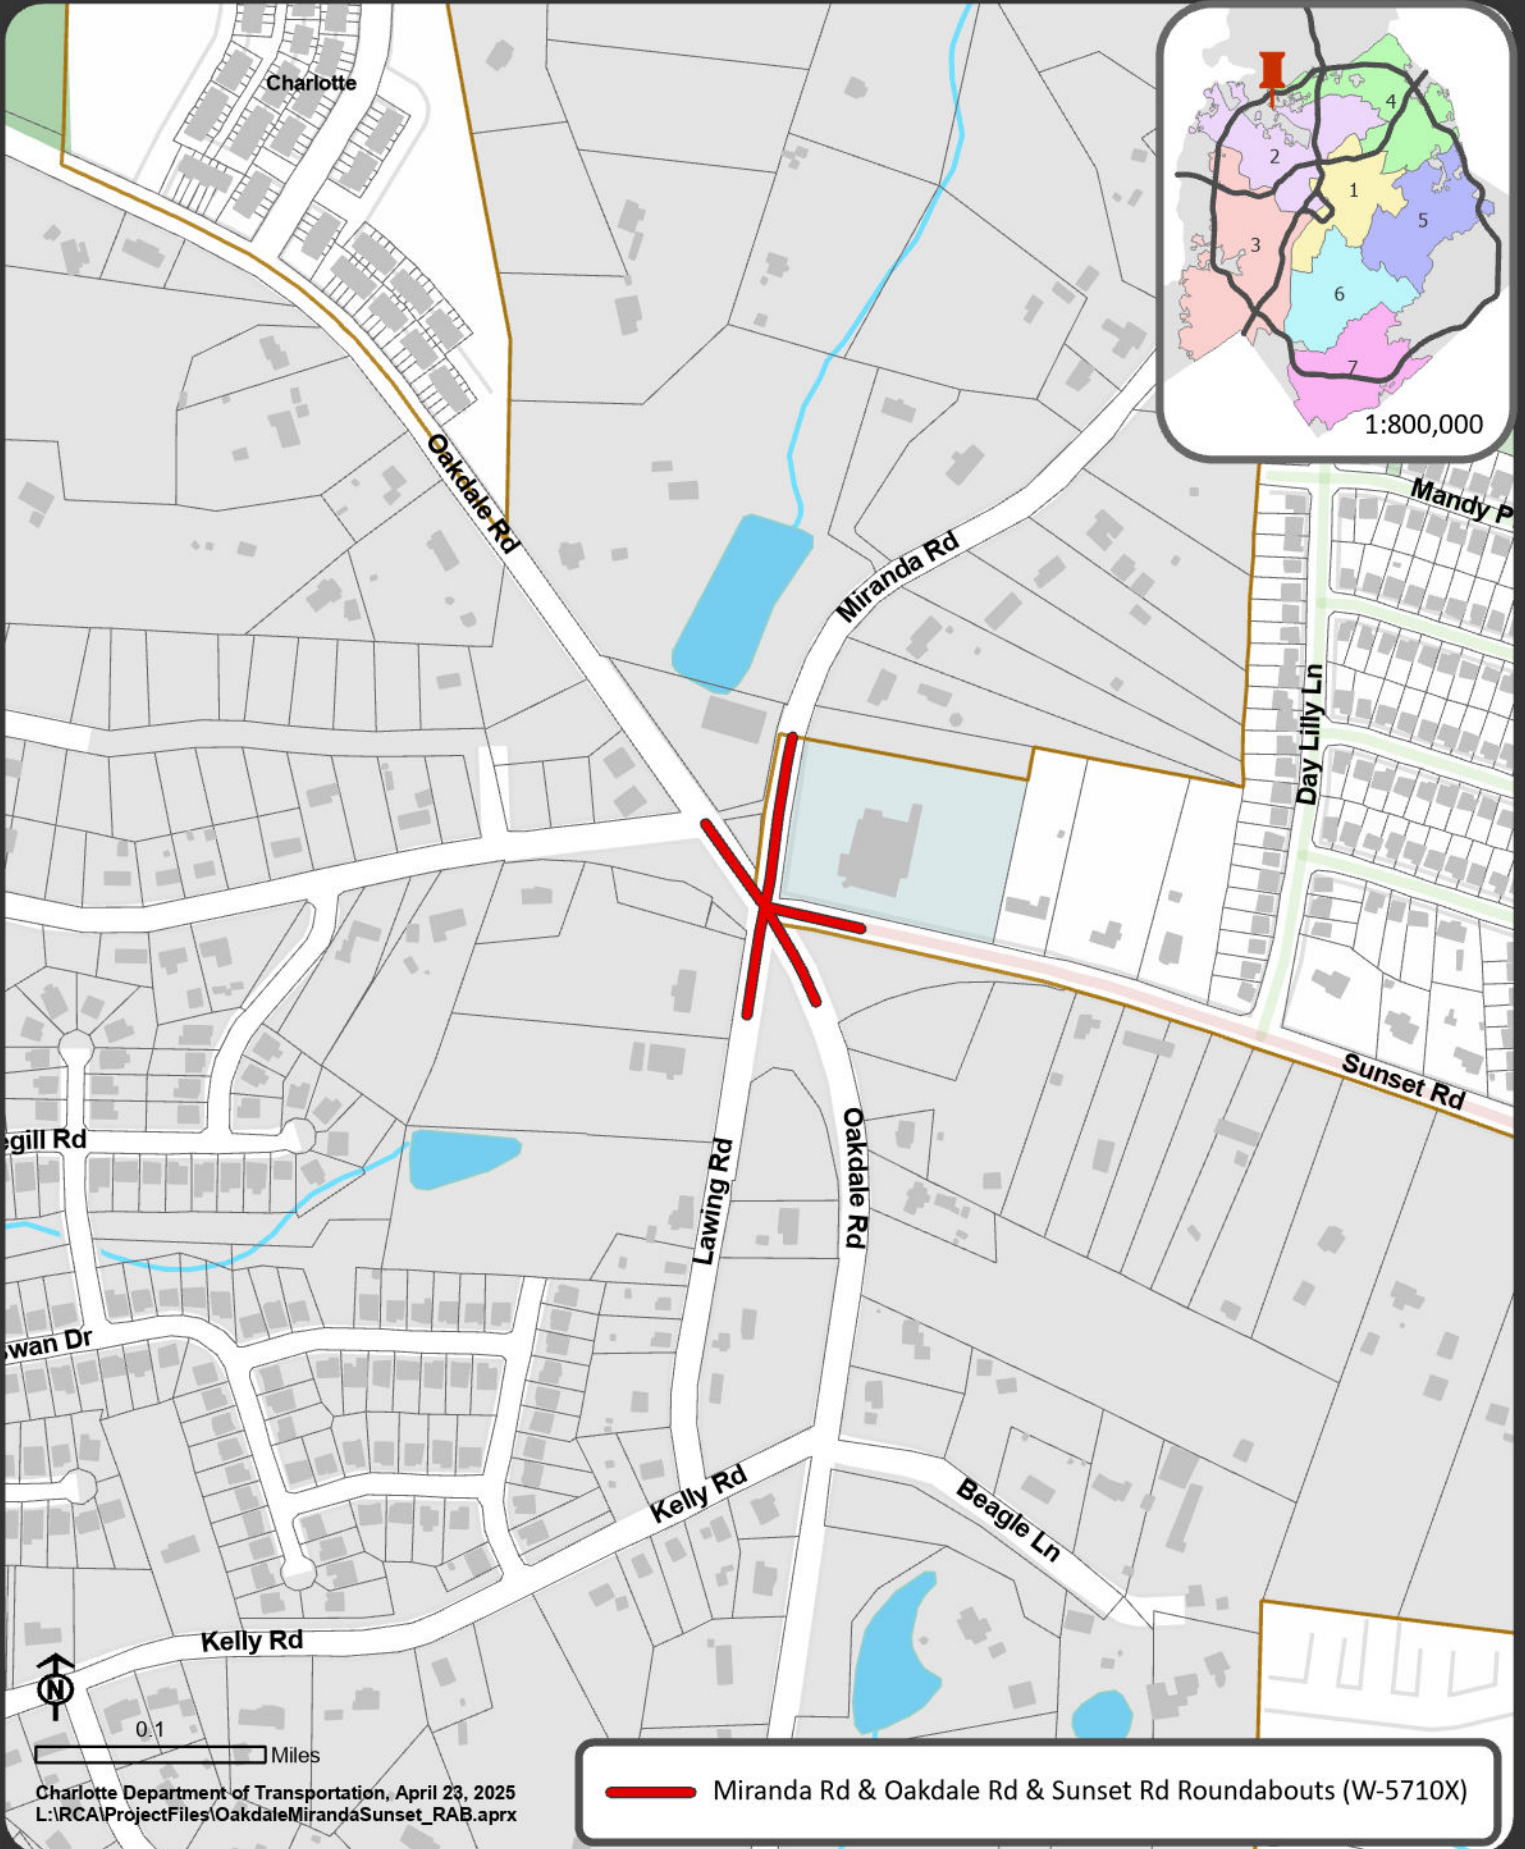 Charlotte
4
2
1
5
3
6
7
1:800,000
Oakdale Rd
Mandy P
Miranda Rd
Day Lilly Ln
Sunset Rd
egill Rd
Oakdale Rd
Lawing Rd
wan Dr
Kelly Rd
Beagle Ln
Kelly Rd
N
0.1
Miles
Charlotte Department of Transportation, April 23, 2025
L:\RCA\ProjectFiles\OakdaleMirandaSunset_RAB.aprx
Miranda Rd & Oakdale Rd & Sunset Rd Roundabouts (W-5710X)